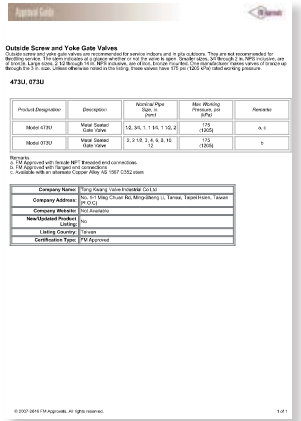 Approval Guide
FM Approvals
Outside Screw and Yoke Gate Valves
Outside screw and yoke gate valves are recommended for service indoors and in pits outdoors. They are not recommended for
throttling service. The stem indicates at a glance whether or not the valve is open. Smaller sizes, 3/4 through 2 in. NPS inclusive, are
of bronze. Large sizes, 2 1/2 through 14 in. NPS inclusive, are of iron, bronze mounted. One manufacturer makes valves of bronze up
through the 3 in. size. Unless otherwise noted in the listing, these valves have 175 psi (1205 kPa) rated working pressure.
473U, 073U
Product Designation Description Nominal Pipe Size, in. (mm) Max Working Pressure, psi (kPa) Remarks
Model 473U Metal Seated Gate Valve 1/2, 3/4, 1, 1 1/4, 1 1/2, 2 175 (1205) a, c
Model 073U Metal Seated Gate Valve 2, 2 1/2, 3, 4, 6, 8, 10, 12 175 (1205) b
Remarks
a. FM Approved with female NPT threaded end connections
b. FM Approved with flanged end connections
c. Available with an alternate Copper Alloy AS 1567 C352 stem
Company Name: Tong Kwang Valve Industrial Co Ltd
Company Address: No. 1-1 Ming Chuan Rd, Ming-Sheng Li, Tansui, Taipei Hsien, Taiwan (R O C)
Company Website: Not Available
New/Updated Product Listing: No
Listing Country: Taiwan
Certification Type: FM Approved
© 2007-2016 FM Approvals. All rights reserved.
1 of 1